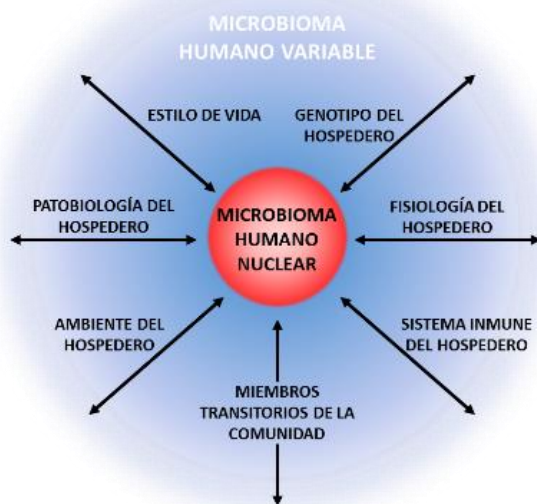 MICROBIOMA
HUMANO VARIABLE
ESTILO DE VIDA
GENOTIPO DEL
HOSPEDERO
PATOBIOLOGÍA DEL
HOSPEDERO
MICROBIOMA
HUMANO
NUCLEAR
FISIOLOGÍA DEL
HOSPEDERO
AMBIENTE DEL
HOSPEDERO
SISTEMA INMUNE
DEL HOSPEDERO
MIEMBROS
TRANSITORIOS DE LA
COMUNIDAD